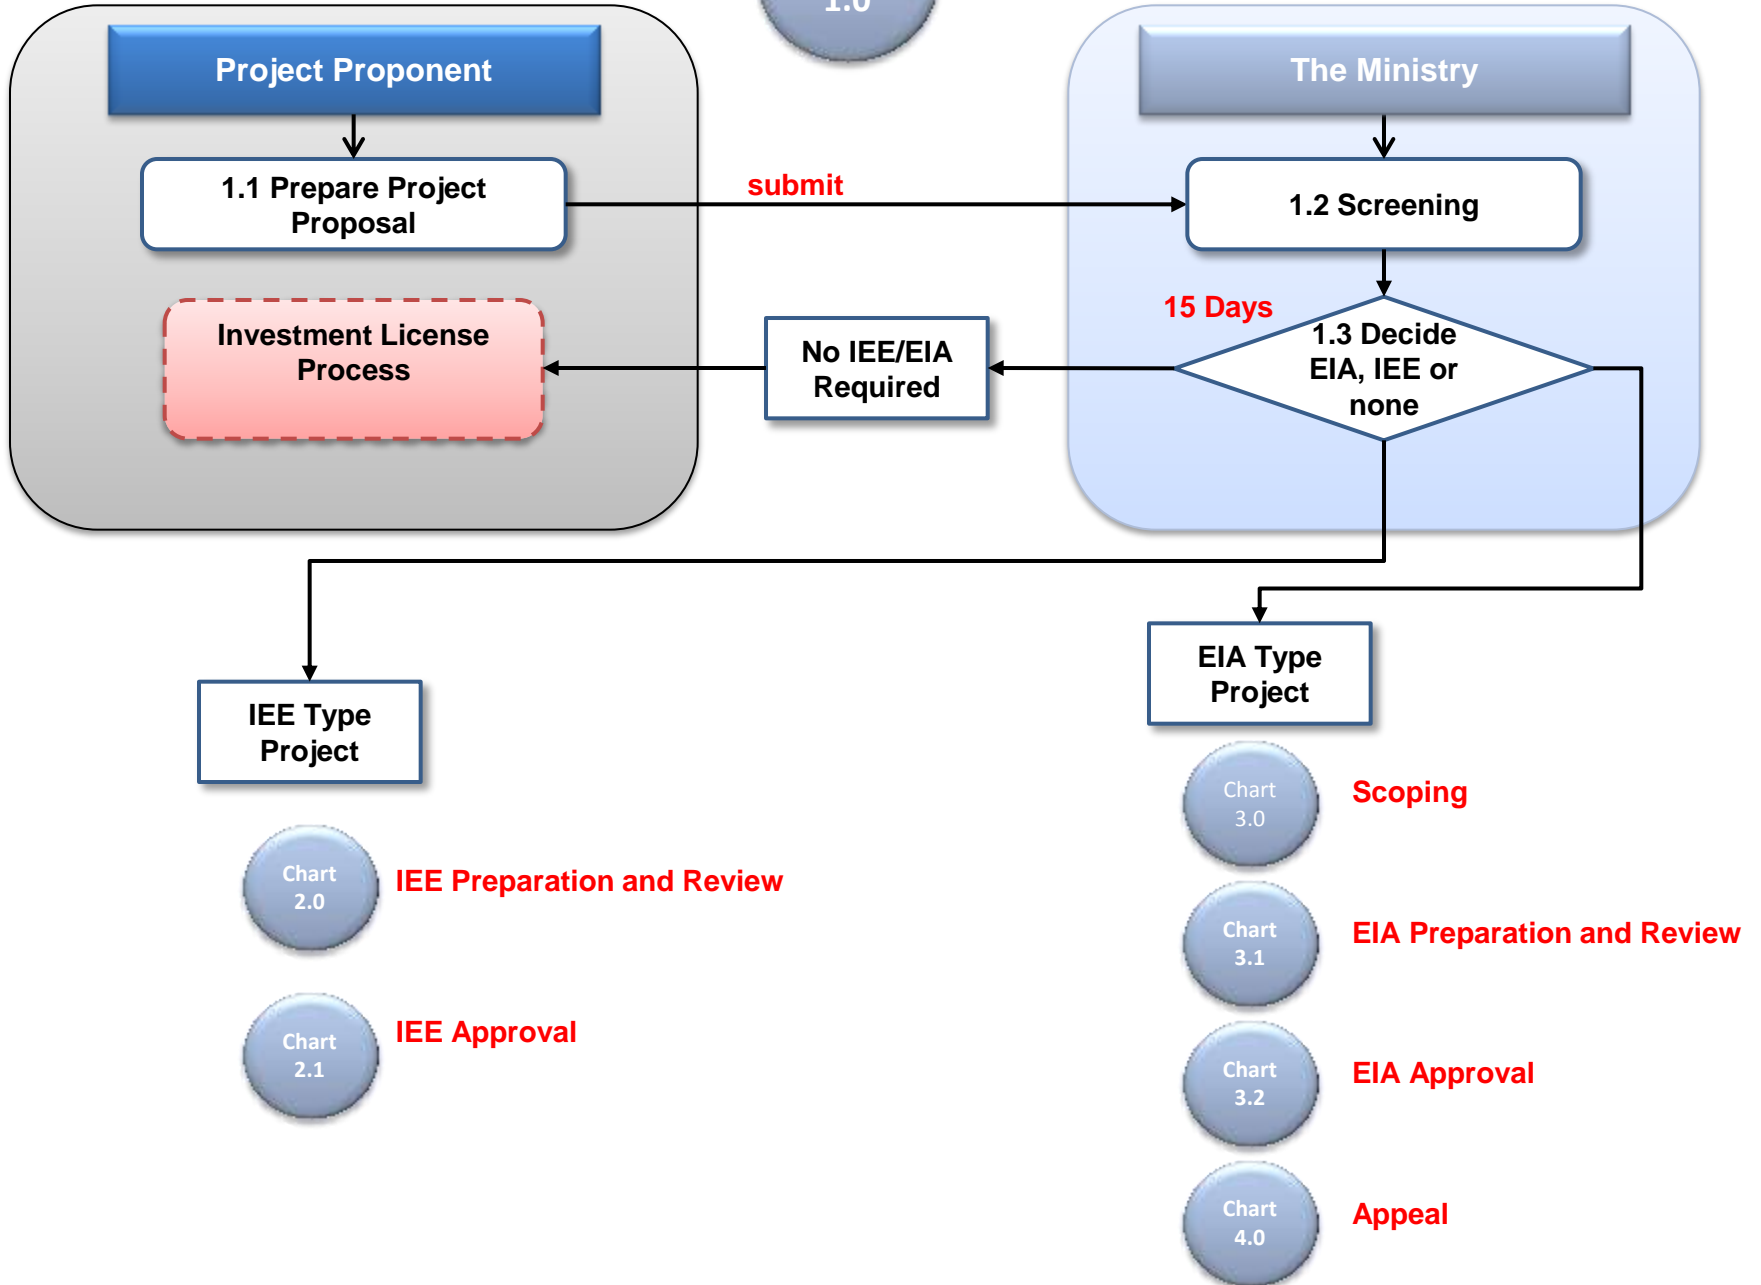 1.0
Project Proponent
The Ministry
1.1 Prepare Project
Proposal
submit
1.2 Screening
Investment License
Process
No IEE/EIA
Required
15 Days
1.3 Decide
EIA, IEE or
none
IEE Type
Project
EIA Type
Project
Chart
2.0
IEE Preparation and Review
Chart
2.1
IEE Approval
Chart
3.0
Scoping
Chart
3.1
EIA Preparation and Review
Chart
3.2
EIA Approval
Chart
4.0
Appeal